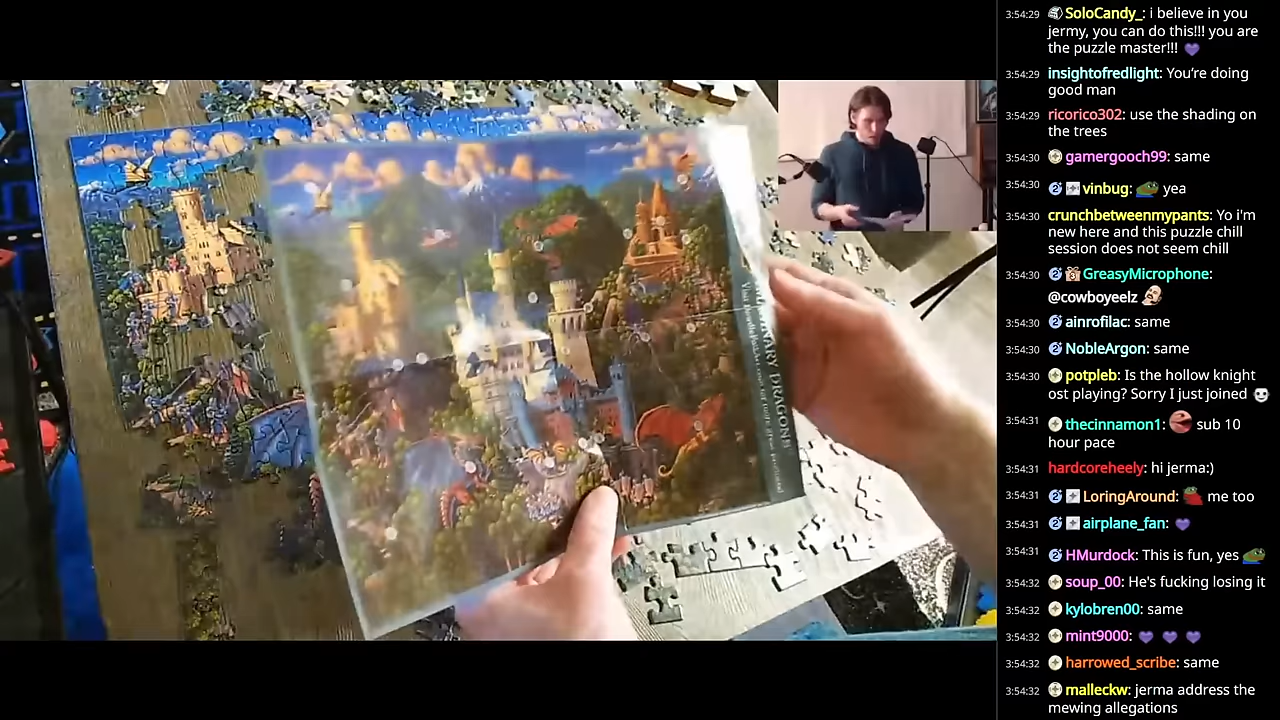 3:54:29 SoloCandy_: i believe in you
jermy, you can do this!!! you are
the puzzle master!!!
3:54:29 insightofredlight: You're doing
good man
3:54:29 ricorico302: use the shading on
the trees
3:54:30 gamergooch99: same
3:54:30 vinbug: yea
3:54:30 crunchbetweenmypants: Yo i'm
new here and this puzzle chill
session does not seem chill
3:54:30 GreasyMicrophone:
@cowboyeelz
3:54:30 ainrofilac: same
3:54:30 NobleArgon: same
3:54:30 potpleb: Is the hollow knight
ost playing? Sorry I just joined
3:54:31 thecinnamon1: sub 10
hour pace
3:54:31 hardcoreheely: hi jerma:)
3:54:31 LoringAround: me too
3:54:31 airplane_fan:
3:54:31 HMurdock: This is fun, yes
3:54:32 soup_00: He's fucking losing it
3:54:32 kylobren00: same
3:54:32 mint9000:
3:54:32 harrowed_scribe: same
3:54:32 malleckw: jerma address the
mewing allegations
DRAGONS